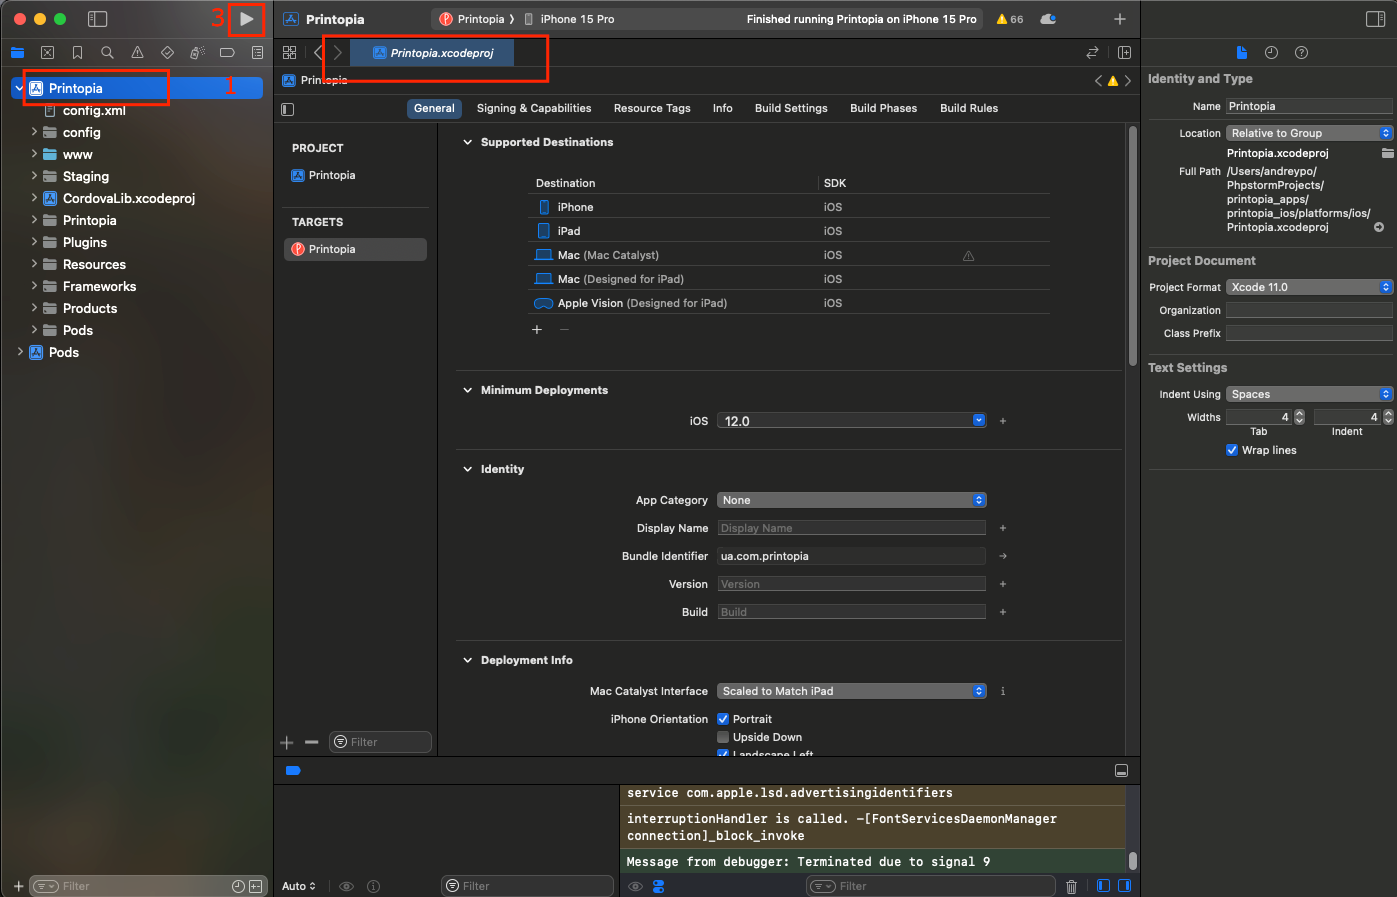 3
Printopia
Printopia
iPhone 15 Pro
Finished running Printopia on iPhone 15 Pro
66
Printopia.xcodeproj
Printopia
1
Printopia
config.xml
config
www
Staging
CordovaLib.xcodeproj
Printopia
Plugins
Resources
Frameworks
Products
Pods
Pods
Filter
General
Signing & Capabilities
Resource Tags
Info
Build Settings
Build Phases
Build Rules
PROJECT
Printopia
TARGETS
Printopia
Filter
Supported Destinations
Destination
SDK
iPhone
iOS
iPad
iOS
Mac (Mac Catalyst)
iOS
Mac (Designed for iPad)
iOS
Apple Vision (Designed for iPad)
iOS
Minimum Deployments
iOS
12.0
Identity
App Category
None
Display Name
Display Name
Bundle Identifier
ua.com.printopia
Version
Version
Build
Build
Deployment Info
Mac Catalyst Interface
Scaled to Match iPad
iPhone Orientation
Portrait
Upside Down
Landscape Left
service com.apple.lsd.advertisingidentifiers
interruptionHandler is called. -[FontServicesDaemonManager
connection]_block_invoke
Message from debugger: Terminated due to signal 9
Auto
Filter
Filter
Identity and Type
Name
Printopia
Location
Relative to Group
Printopia.xcodeproj
Full Path
/Users/andreypo/
PhpstormProjects/
printopia_apps/
printopia_ios/platforms/ios/
Printopia.xcodeproj
Project Document
Project Format
Xcode 11.0
Organization
Class Prefix
Text Settings
Indent Using
Spaces
Widths
4
4
Tab
Indent
Wrap lines